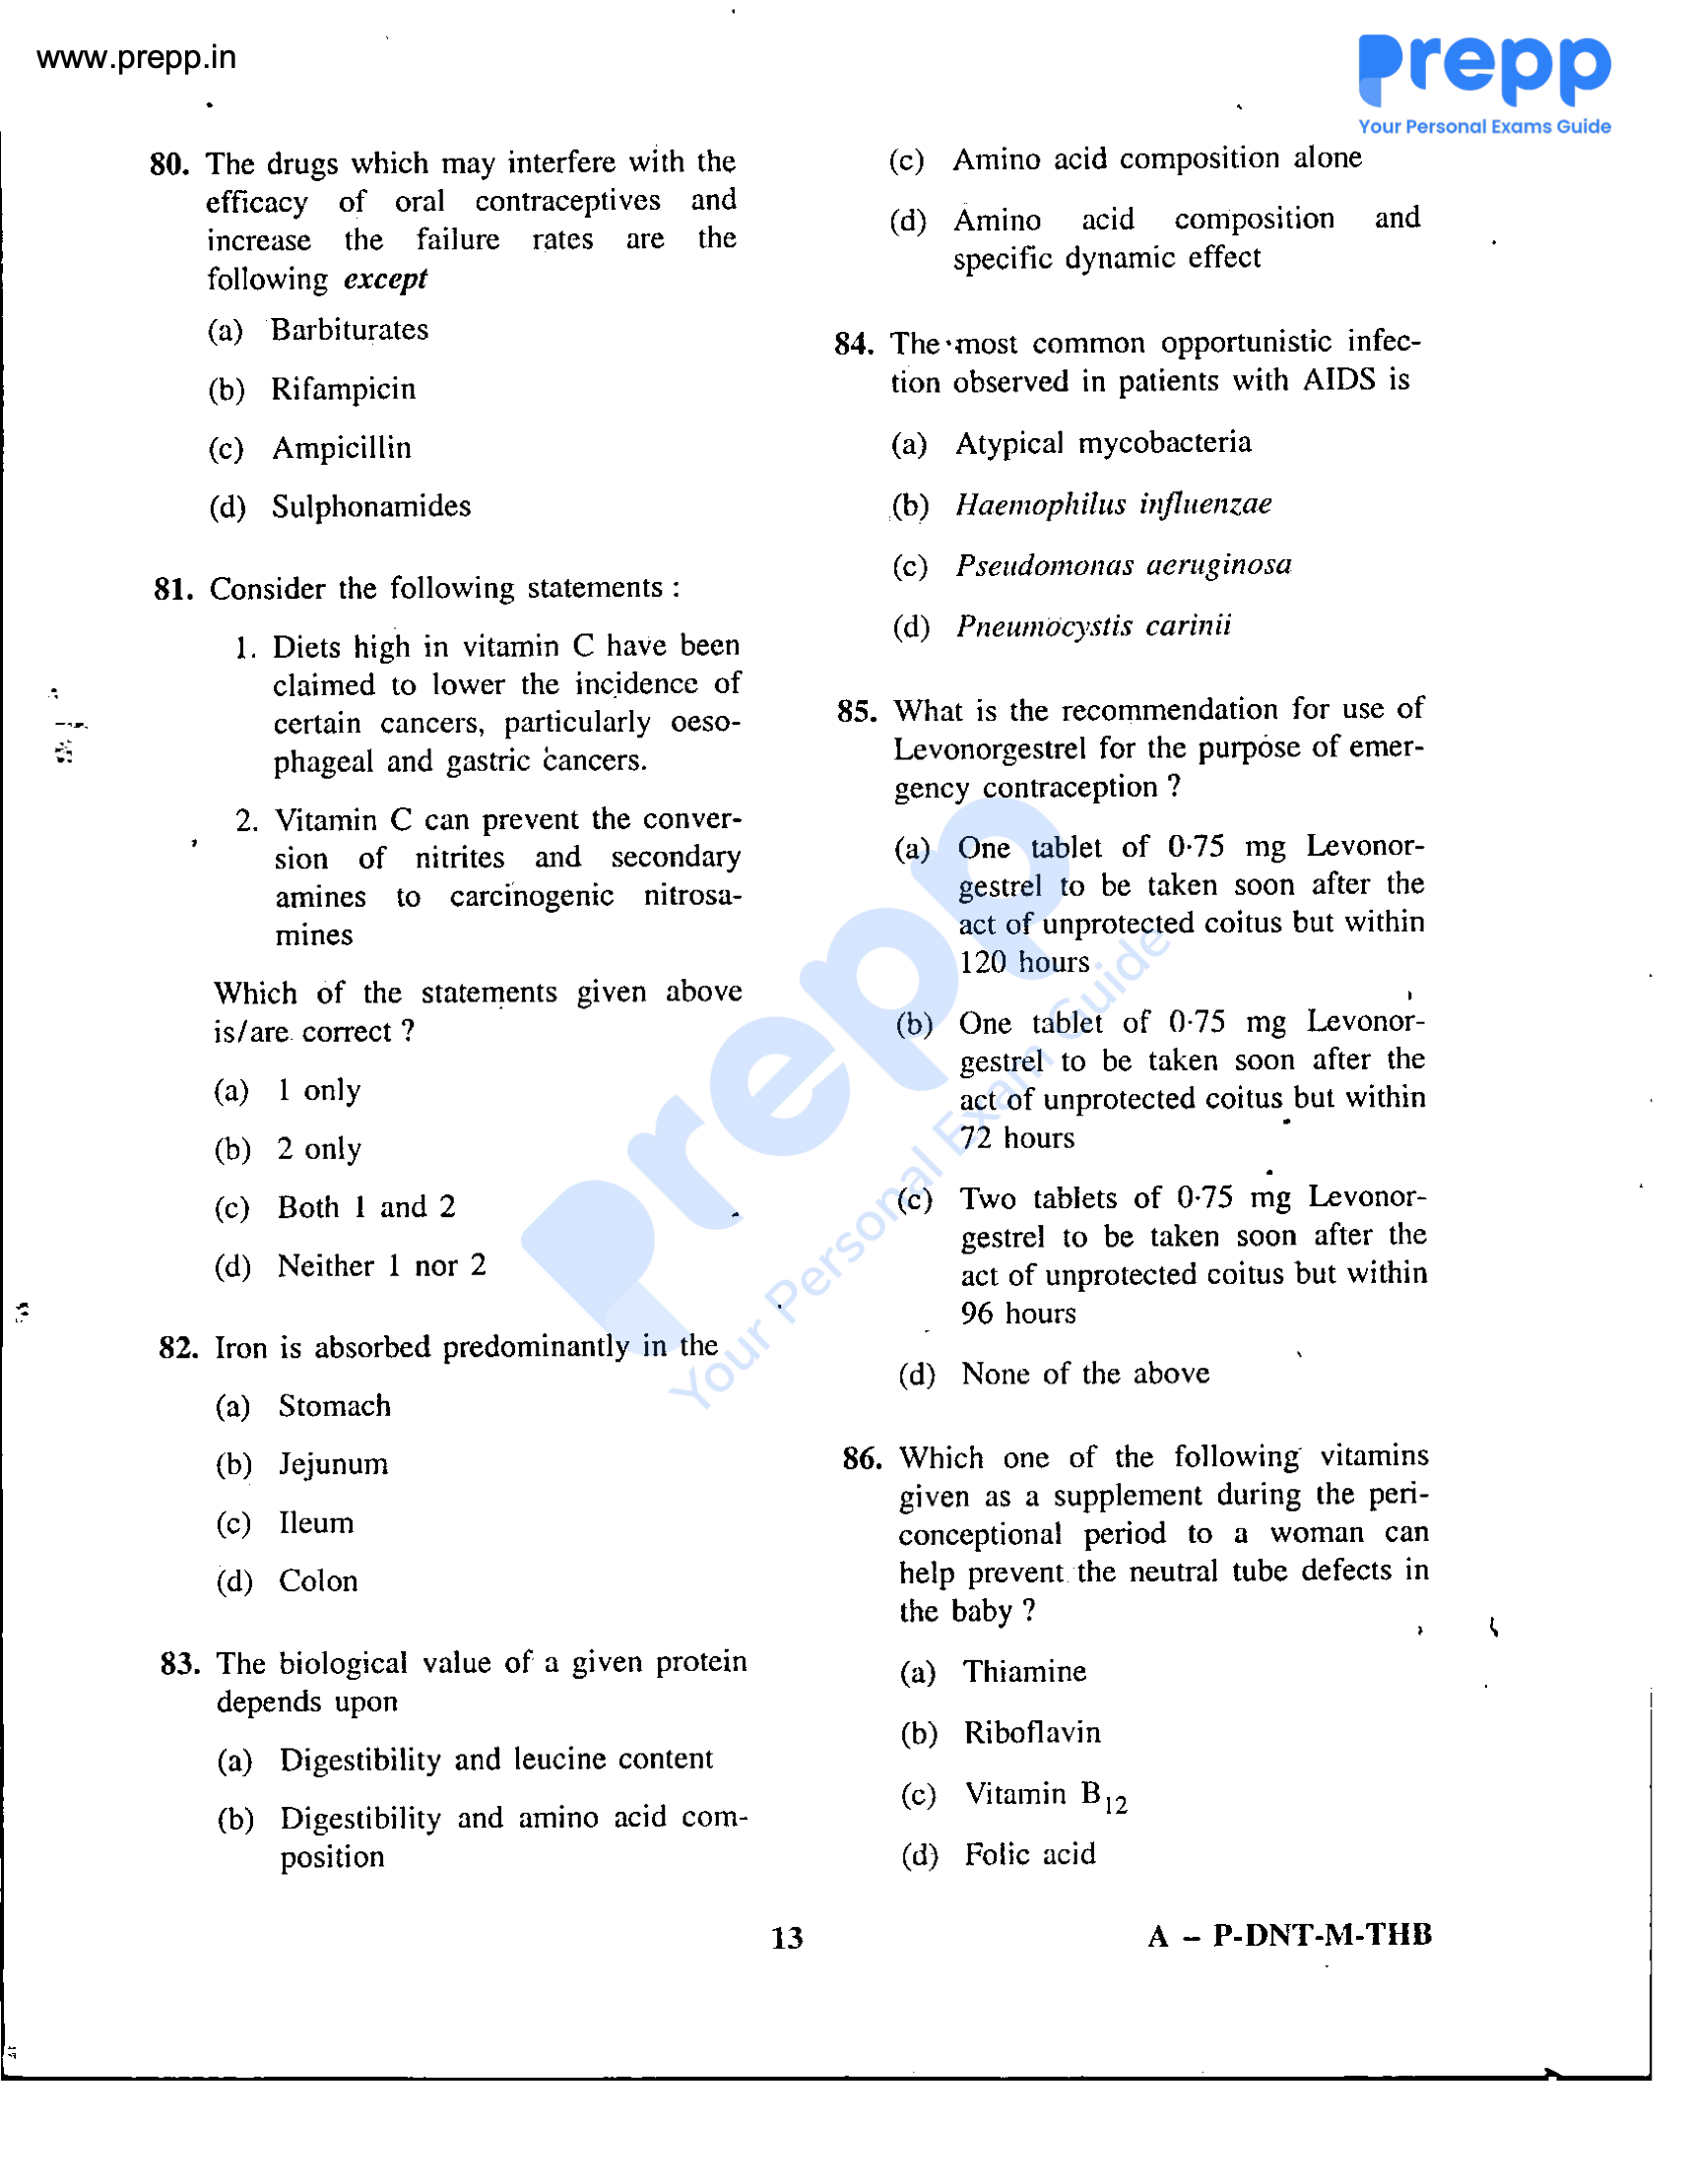 www.prepp.in
prepp
Your Personal Exams Guide
80. The drugs which may interfere with the
efficacy of oral contraceptives and
increase the failure rates are the
following except
(a) Barbiturates
(b) Rifampicin
(c) Ampicillin
(d) Sulphonamides
81. Consider the following statements :
1. Diets high in vitamin C have been
claimed to lower the incidence of
certain cancers, particularly oeso-
phageal and gastric cancers.
2. Vitamin C can prevent the conver-
sion of nitrites and secondary
amines to carcinogenic nitrosa-
mines
Which of the statements given above
is/are correct ?
(a) 1 only
(b) 2 only
(c) Both 1 and 2
(d) Neither 1 nor 2
82. Iron is absorbed predominantly in the
(a) Stomach
(b) Jejunum
(c) Ileum
(d) Colon
83. The biological value of a given protein
depends upon
(a) Digestibility and leucine content
(b) Digestibility and amino acid com-
position
(c) Amino acid composition alone
(d) Amino acid composition and
specific dynamic effect
84. The most common opportunistic infec-
tion observed in patients with AIDS is
(a) Atypical mycobacteria
(b) Haemophilus influenzae
(c) Pseudomonas aeruginosa
(d) Pneumocystis carinii
85. What is the recommendation for use of
Levonorgestrel for the purpose of emer-
gency contraception ?
(a) One tablet of 0·75 mg Levonor-
gestrel to be taken soon after the
act of unprotected coitus but within
120 hours
(b) One tablet of 0·75 mg Levonor-
gestrel to be taken soon after the
act of unprotected coitus but within
72 hours
(c) Two tablets of 0·75 mg Levonor-
gestrel to be taken soon after the
act of unprotected coitus but within
96 hours
(d) None of the above
86. Which one of the following vitamins
given as a supplement during the peri-
conceptional period to a woman can
help prevent the neutral tube defects in
the baby ?
(a) Thiamine
(b) Riboflavin
(c) Vitamin B12
(d) Folic acid
prepp
Your Personal Exam Guide
13
A – P-DNT-M-THB